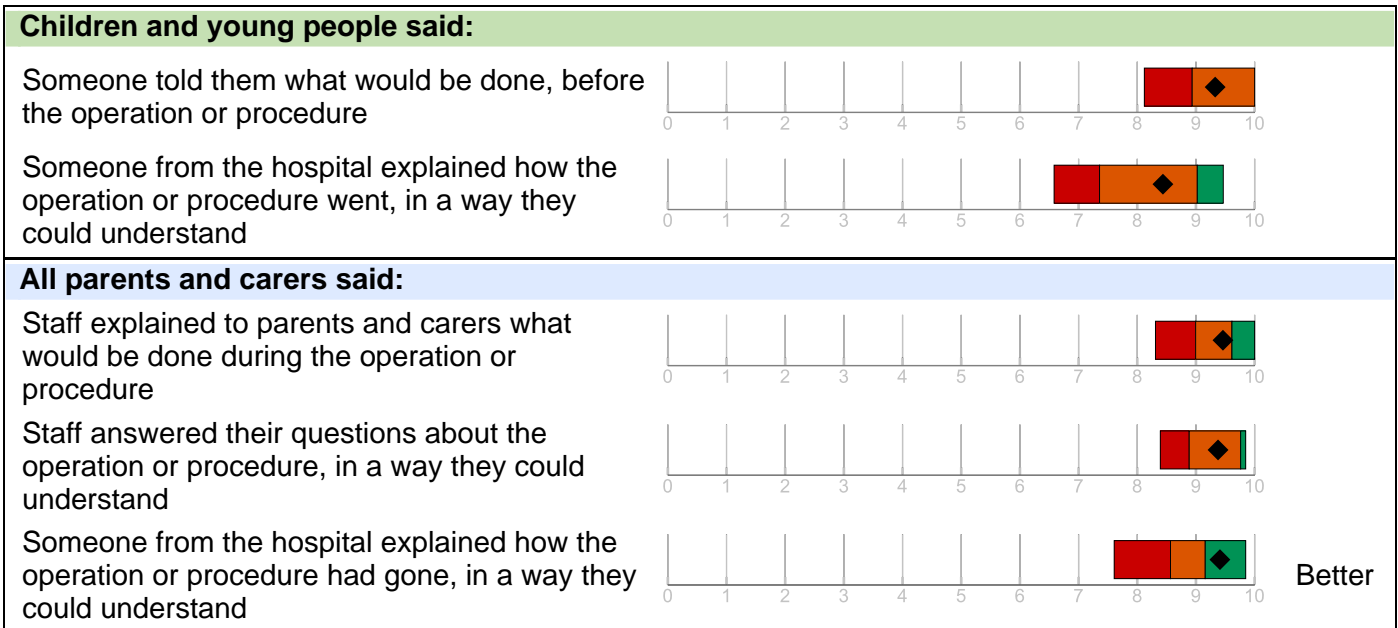 Children and young people said:
Someone told them what would be done, before
the operation or procedure
0 1 2 3 4 5 6 7 8 9 10
Someone from the hospital explained how the
operation or procedure went, in a way they
could understand
0 1 2 3 4 5 6 7 8 9 10
All parents and carers said:
Staff explained to parents and carers what
would be done during the operation or
procedure
0 1 2 3 4 5 6 7 8 9 10
Staff answered their questions about the
operation or procedure, in a way they could
understand
0 1 2 3 4 5 6 7 8 9 10
Someone from the hospital explained how the
operation or procedure had gone, in a way they
could understand
0 1 2 3 4 5 6 7 8 9 10
Better